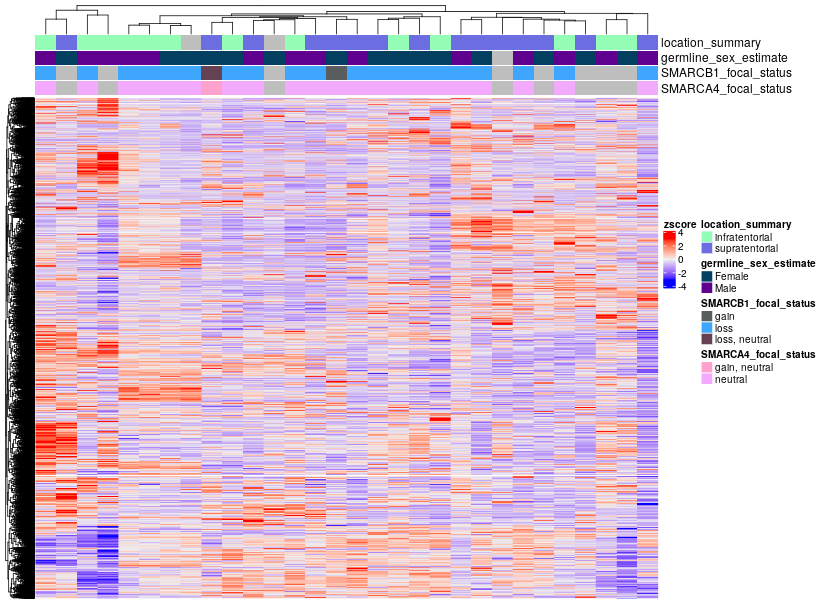 location_summary
germline_sex_estimate
SMARCB1_focal_status
SMARCA4_focal_status
zscore location_summary
4 infratentorial
2 supratentorial
0 germline_sex_estimate
-2 Female
-4 Male
SMARCB1_focal_status
gain
loss
loss, neutral
SMARCA4_focal_status
gain, neutral
neutral